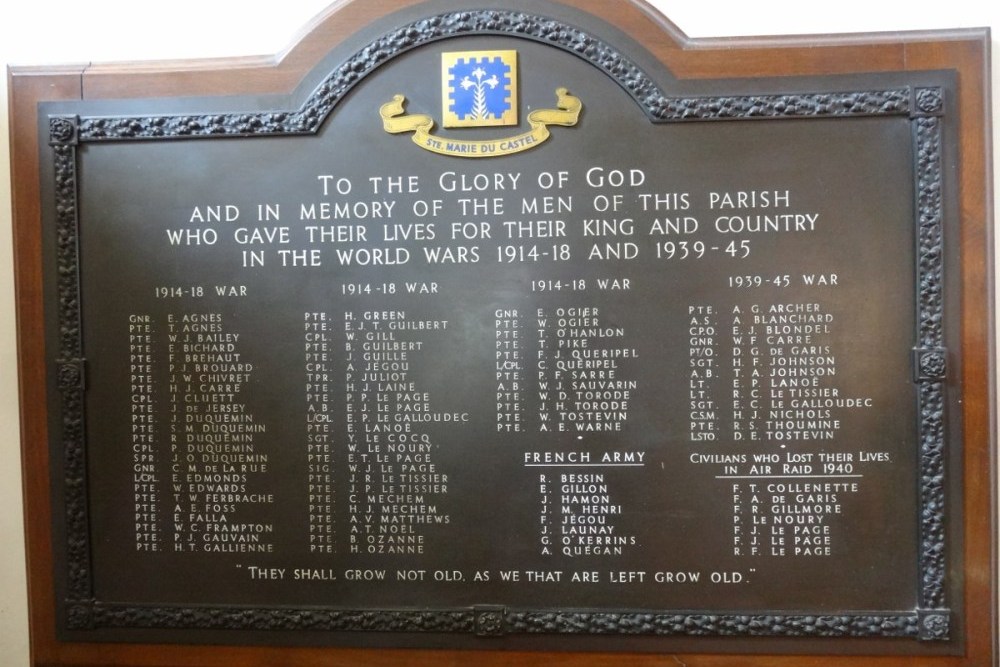 STE. MARIE DU CASTEL
TO THE GLORY OF GOD
AND IN MEMORY OF THE MEN OF THIS PARISH
WHO GAVE THEIR LIVES FOR THEIR KING AND COUNTRY
IN THE WORLD WARS 1914-18 AND 1939-45
1914-18 WAR
GNR. E. AGNES
PTE. T. AGNES
PTE. W. J. BAILEY
PTE. E. BICHARD
PTE. F. BREHAUT
PTE. P. J. BROUARD
PTE. J. W. CHIVRET
PTE. H. J. CARRÉ
CPL. J. CLUETT
PTE. J. DE JERSEY
PTE. J. DUQUEMIN
PTE. S. M. DUQUEMIN
PTE. R. DUQUEMIN
CPL. P. DUQUEMIN
SPR. J. O. DUQUEMIN
GNR. C. M. DE LA RUE
L/CPL. E. EDMONDS
PTE. W. EDWARDS
PTE. T. W. FERBRACHE
PTE. A. E. FOSS
PTE. E. FALLA
PTE. W. C. FRAMPTON
PTE. P. J. GAUVAIN
PTE. H. T. GALLIENNE
1914-18 WAR
PTE. H. GREEN
PTE. E. J. T. GUILBERT
CPL. W. GILL
PTE. B. GUILBERT
PTE. J. GUILLE
CPL. A. JÉGOU
TPR. P. JULIOT
PTE. H. J. LAINE
PTE. P. P. LE PAGE
A.B. E. J. LE PAGE
L/CPL. E. P. LE GALLOUDEC
PTE. E. LANOË
SGT. Y. LE COCQ
PTE. W. LE NOURY
PTE. E. T. LE PAGE
SIG. W. J. LE PAGE
PTE. J. R. LE TISSIER
PTE. J. P. LE TISSIER
PTE. C. MECHEM
PTE. H. J. MECHEM
PTE. A. V. MATTHEWS
PTE. A. T. NOËL
PTE. B. OZANNE
PTE. H. OZANNE
1914-18 WAR
GNR. E. OGIER
PTE. W. OGIER
PTE. T. O'HANLON
PTE. T. PIKE
PTE. F. J. QUERIPEL
L/CPL. C. QUERIPEL
PTE. P. F. SARRE
A.B. W. J. SAUVARIN
PTE. W. D. TORODE
PTE. J. H. TORODE
PTE. W. TOSTEVIN
PTE. A. E. WARNE
FRENCH ARMY
R. BESSIN
E. GILLON
J. HAMON
J. M. HENRI
F. JÉGOU
J. LAUNAY
G. O'KERRINS
A. QUÉGAN
1939-45 WAR
PTE. A. G. ARCHER
A.S. A. BLANCHARD
C.P.O. E. J. BLONDEL
GNR. W. F. CARRÉ
PT/O. D. G. DE GARIS
SGT. H. F. JOHNSON
A.B. T. A. JOHNSON
LT. E. P. LANOË
LT. R. C. LE TISSIER
SGT. E. C. LE GALLOUDEC
C.S.M. H. J. NICHOLS
PTE. R. S. THOUMINE
L.STO. D. E. TOSTEVIN
CIVILIANS WHO LOST THEIR LIVES
IN AIR RAID 1940
F. T. COLLENETTE
F. A. DE GARIS
F. R. GILLMORE
P. LE NOURY
F. J. LE PAGE
F. J. LE PAGE
R. F. LE PAGE
"THEY SHALL GROW NOT OLD, AS WE THAT ARE LEFT GROW OLD."